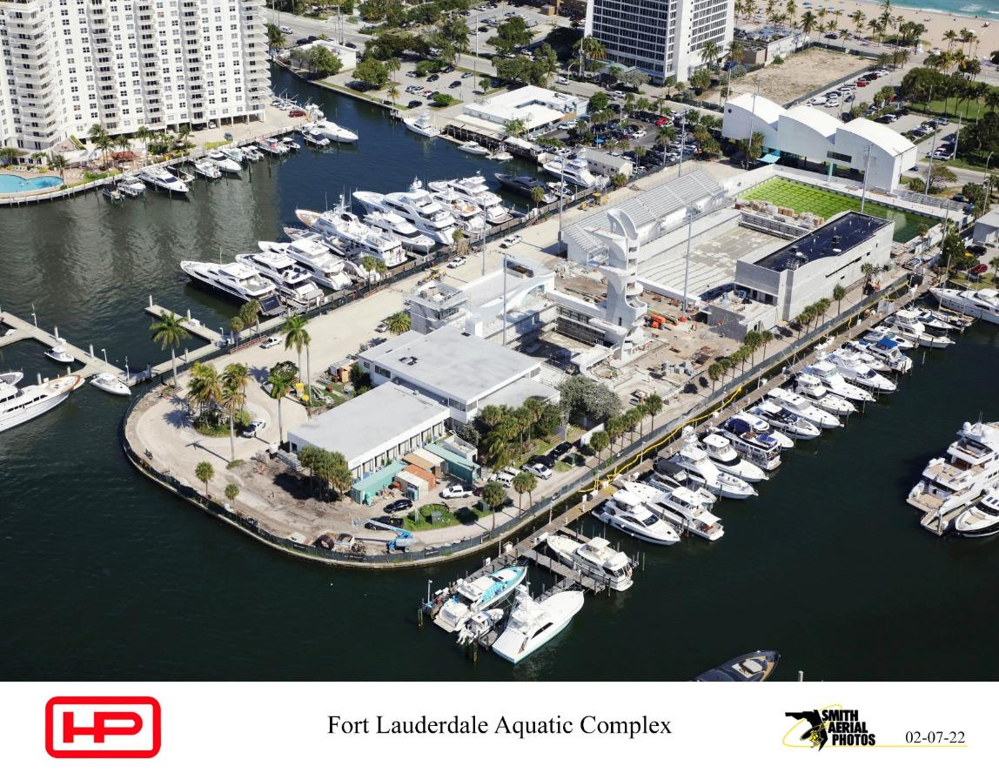 HP
Fort Lauderdale Aquatic Complex
SMITH
AERIAL
PHOTOS
02-07-22